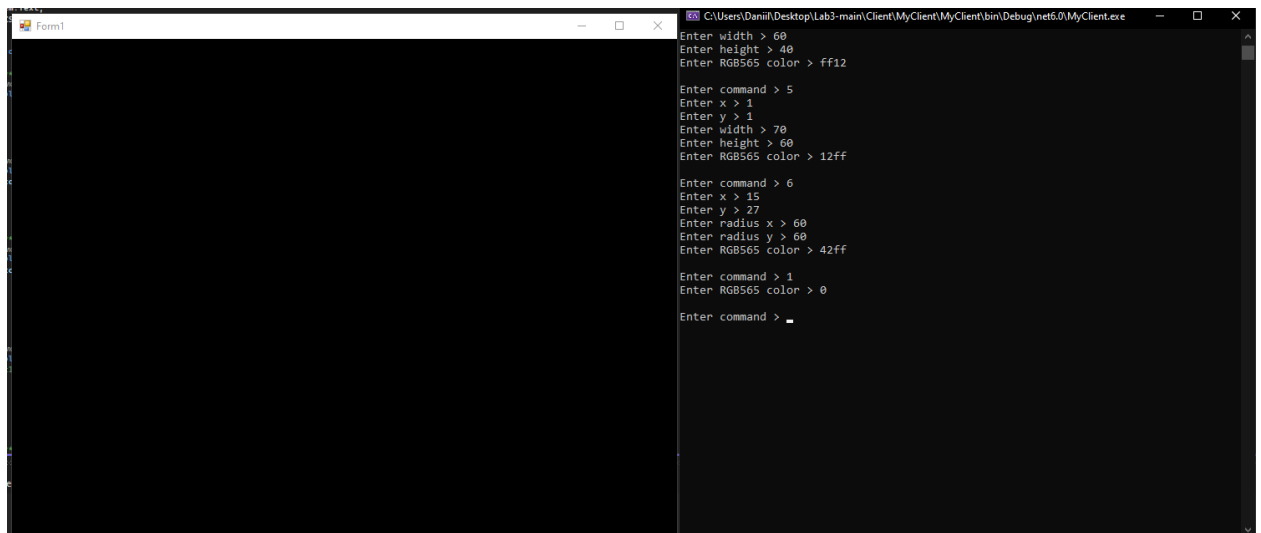 Form1
C:\Users\Daniil\Desktop\Lab3-main\Client\MyClient\MyClient\bin\Debug\net6.0\MyClient.exe
Enter width > 60
Enter height > 40
Enter RGB565 color > ff12
Enter command > 5
Enter x > 1
Enter y > 1
Enter width > 70
Enter height > 60
Enter RGB565 color > 12ff
Enter command > 6
Enter x > 15
Enter y > 27
Enter radius x > 60
Enter radius y > 60
Enter RGB565 color > 42ff
Enter command > 1
Enter RGB565 color > 0
Enter command >